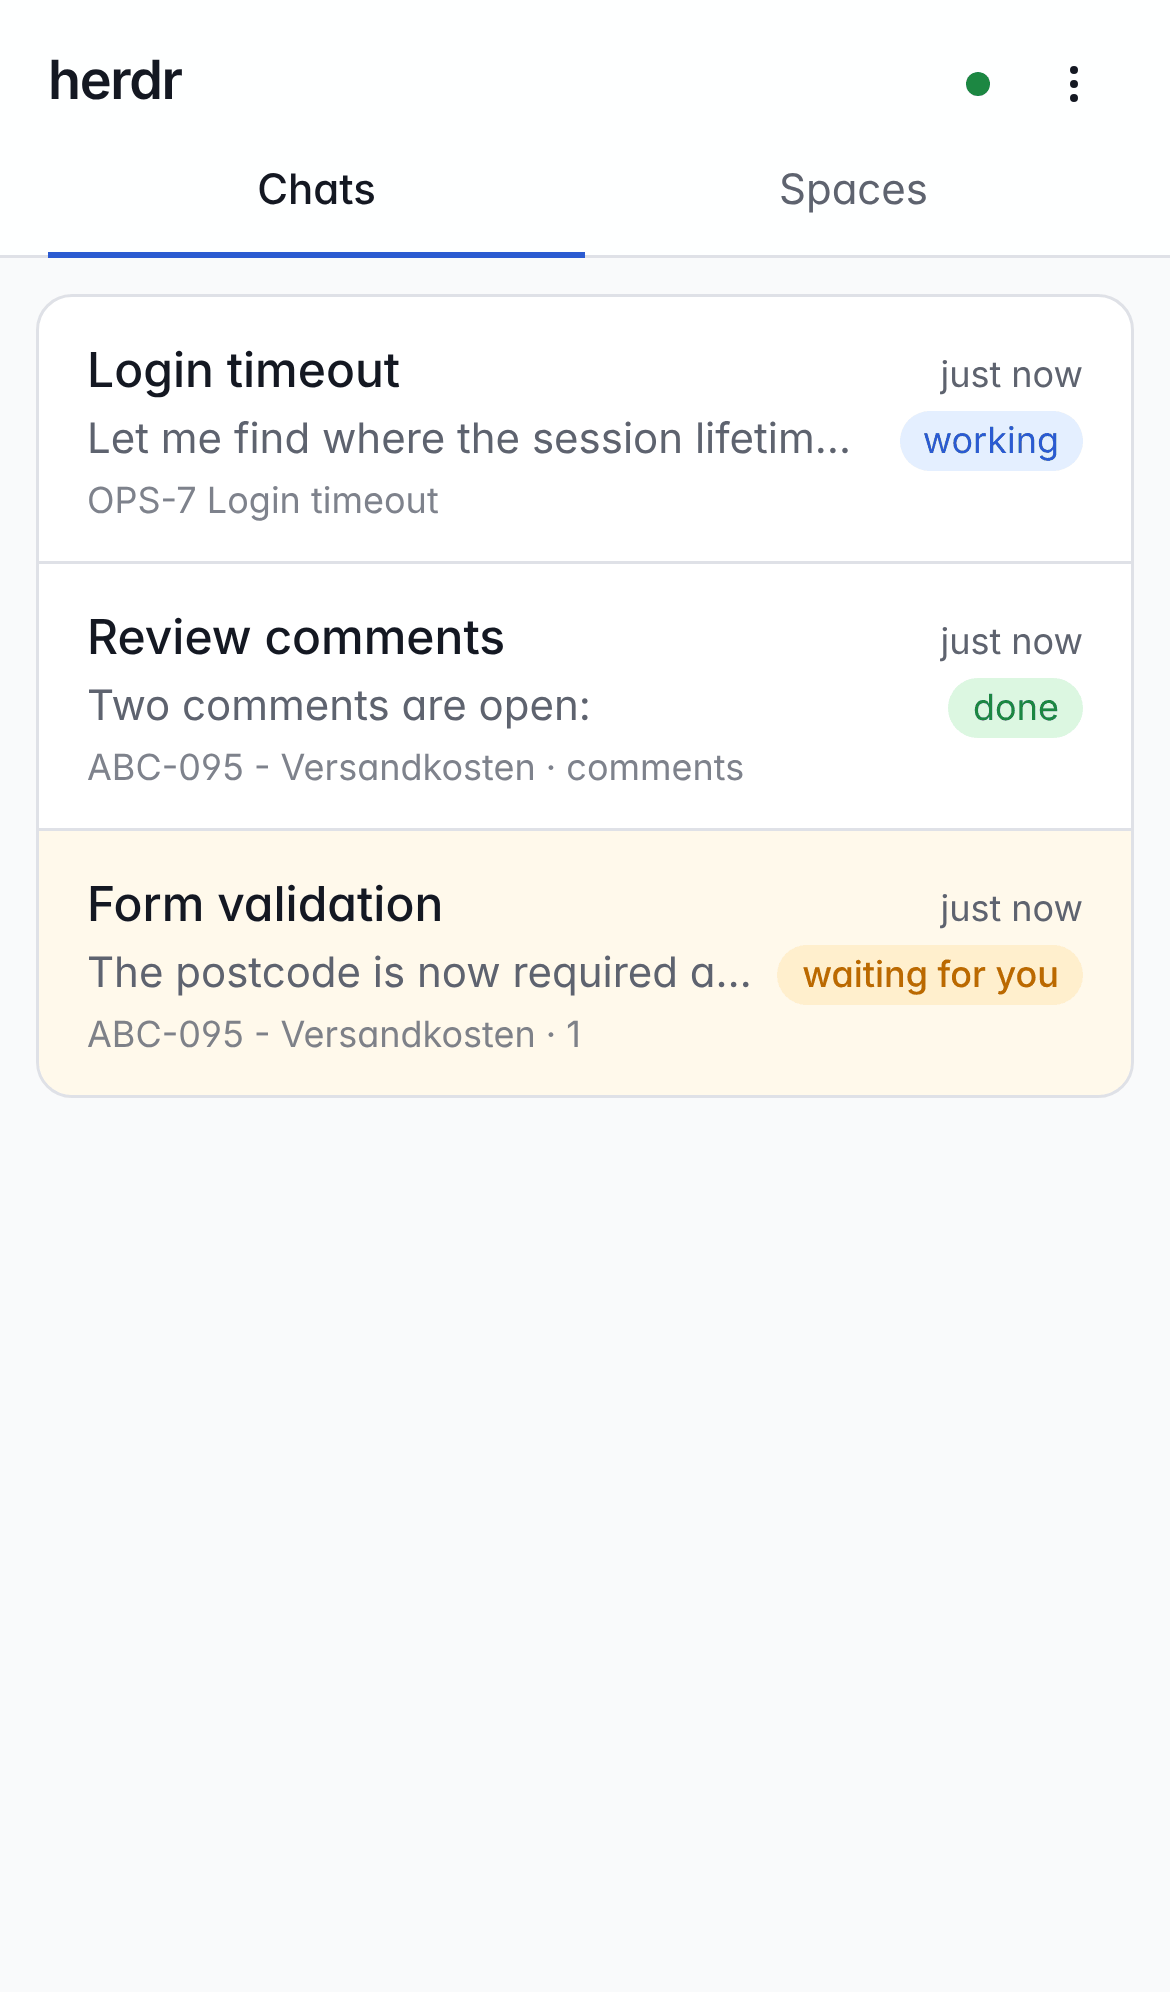 herdr
Chats
Spaces
Login timeout
just now
Let me find where the session lifetim...
working
OPS-7 Login timeout
Review comments
just now
Two comments are open:
done
ABC-095 - Versandkosten · comments
Form validation
just now
The postcode is now required a...
waiting for you
ABC-095 - Versandkosten · 1